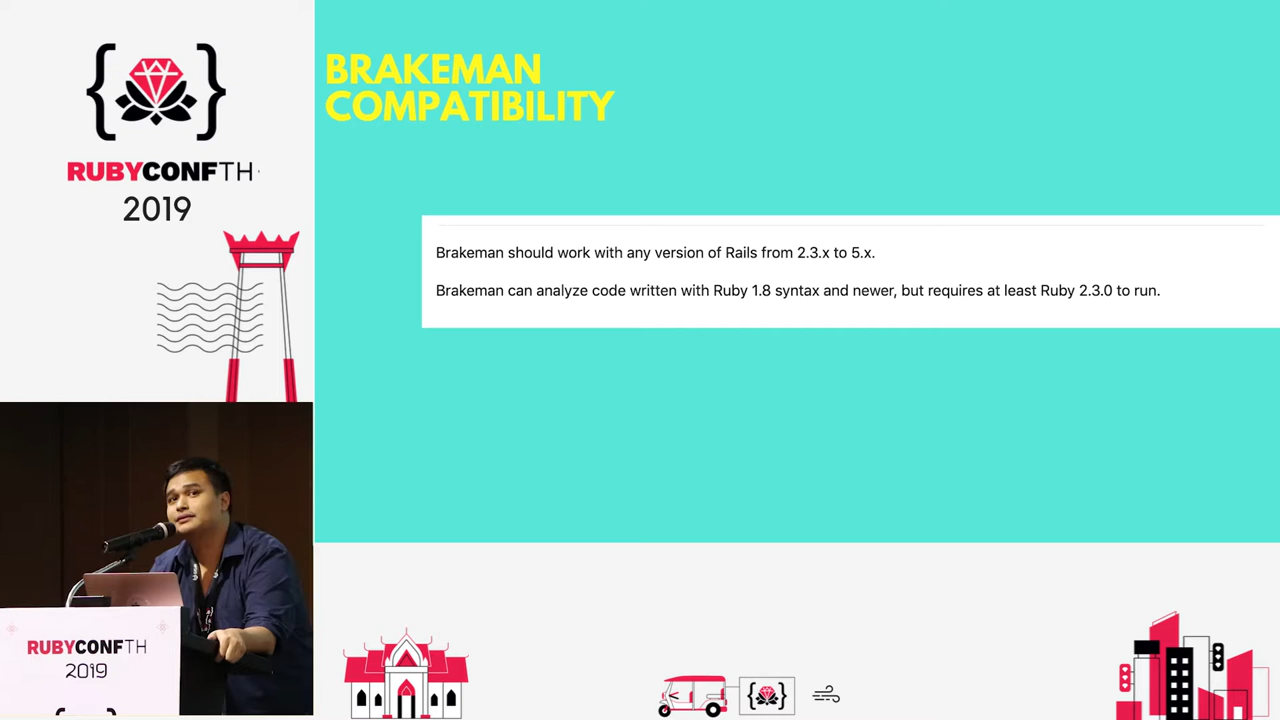 RUBYCONFTH
2019
BRAKEMAN
COMPATIBILITY
Brakeman should work with any version of Rails from 2.3.x to 5.x.
Brakeman can analyze code written with Ruby 1.8 syntax and newer, but requires at least Ruby 2.3.0 to run.
RUBYCONFTH
2019